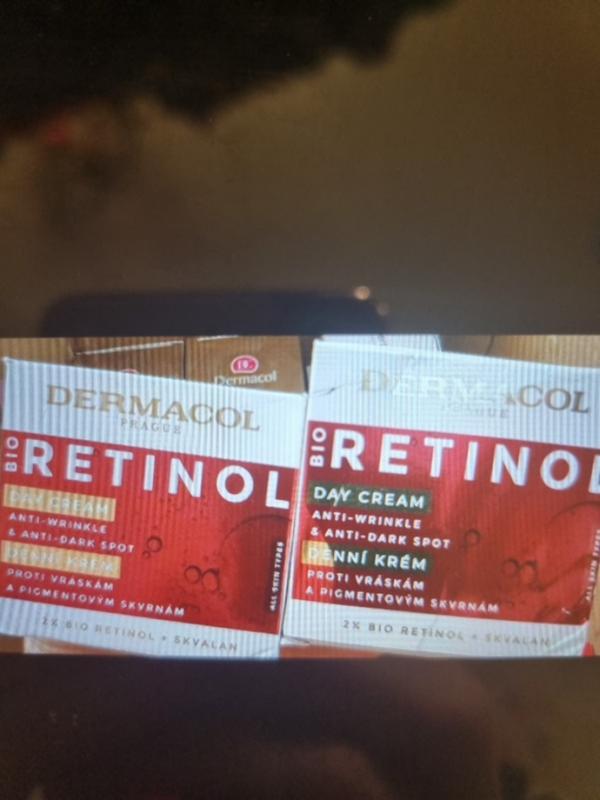 Dermacol
DERMACOL
PRAGUE
BIO
RETINOL
DAY CREAM
ANTI-WRINKLE
& ANTI-DARK SPOT
DENNÍ KRÉM
PROTI VRÁSKÁM
A PIGMENTOVÝM SKVRNÁM
ALL SKIN TYPES
2X BIO RETINOL + SKVALAN
DERMACOL
PRAGUE
BIO
RETINOL
DAY CREAM
ANTI-WRINKLE
& ANTI-DARK SPOT
DENNÍ KRÉM
PROTI VRÁSKÁM
A PIGMENTOVÝM SKVRNÁM
ALL SKIN TYPES
2X BIO RETINOL + SKVALAN